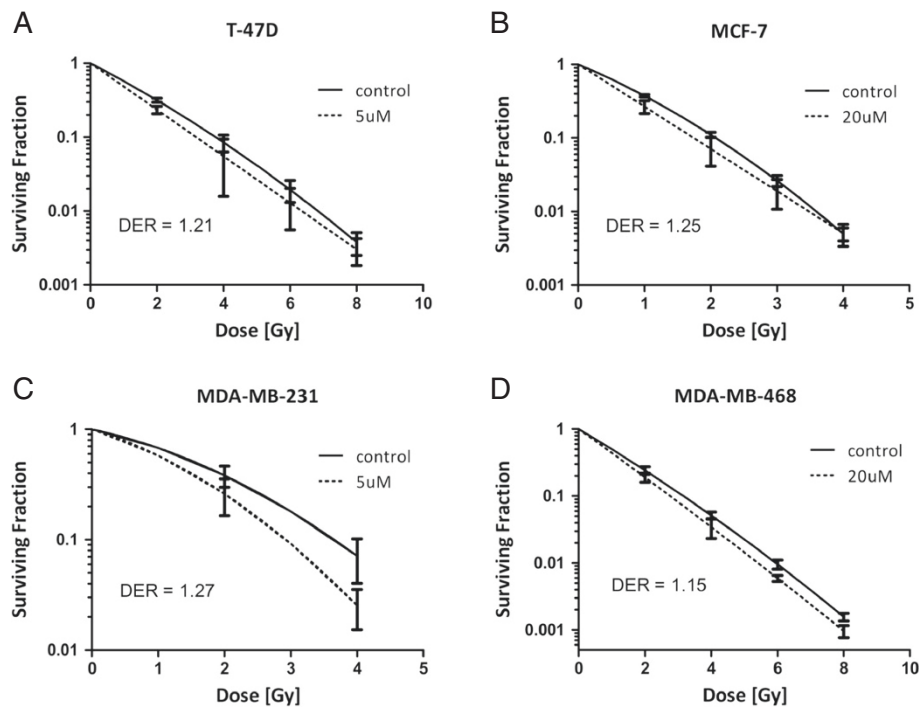 A
T-47D
Surviving Fraction
1
0.1
0.01
0.001
control
5uM
DER = 1.21
0 2 4 6 8 10
Dose [Gy]
B
MCF-7
Surviving Fraction
1
0.1
0.01
0.001
control
20uM
DER = 1.25
0 1 2 3 4 5
Dose [Gy]
C
MDA-MB-231
Surviving Fraction
1
0.1
0.01
control
5uM
DER = 1.27
0 1 2 3 4 5
Dose [Gy]
D
MDA-MB-468
Surviving Fraction
1
0.1
0.01
0.001
control
20uM
DER = 1.15
0 2 4 6 8 10
Dose [Gy]